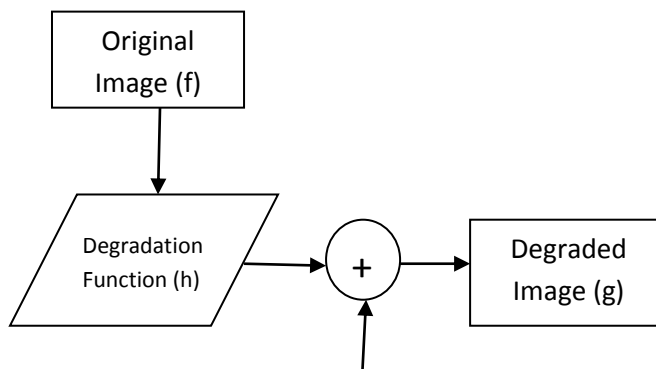 Original
Image (f)
Degradation
Function (h)
+
Degraded
Image (g)